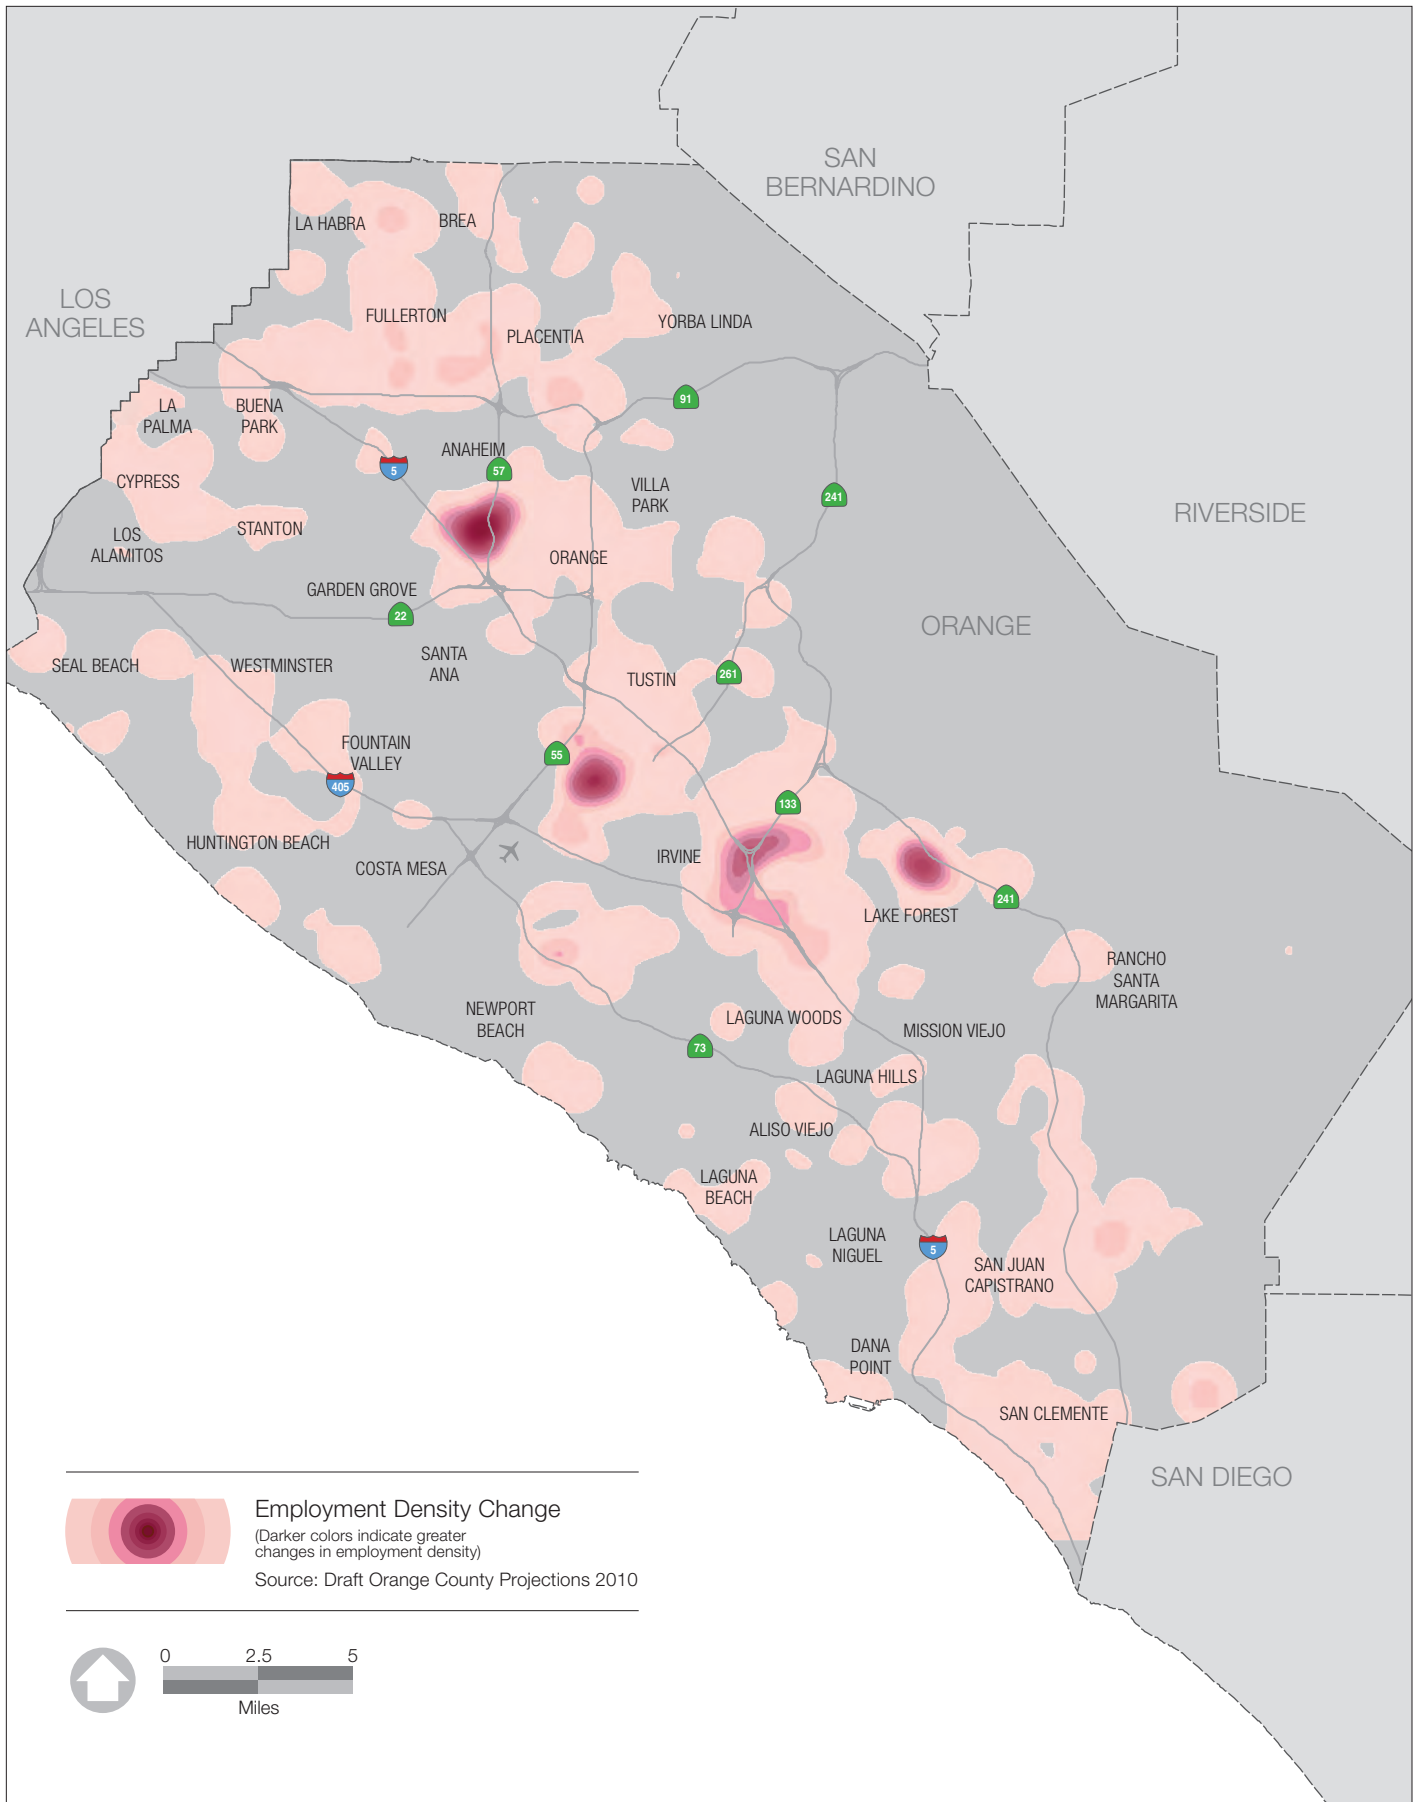 SAN
BERNARDINO
LA HABRA
BREA
LOS
ANGELES
FULLERTON
PLACENTIA
YORBA LINDA
91
LA
PALMA
BUENA
PARK
ANAHEIM
5
57
VILLA
PARK
241
CYPRESS
RIVERSIDE
LOS
ALAMITOS
STANTON
ORANGE
GARDEN GROVE
22
ORANGE
SEAL BEACH
WESTMINSTER
SANTA
ANA
TUSTIN
261
FOUNTAIN
VALLEY
55
405
133
HUNTINGTON BEACH
COSTA MESA
IRVINE
LAKE FOREST
241
RANCHO
SANTA
MARGARITA
NEWPORT
BEACH
LAGUNA WOODS
MISSION VIEJO
73
LAGUNA HILLS
ALISO VIEJO
LAGUNA
BEACH
LAGUNA
NIGUEL
5
SAN JUAN
CAPISTRANO
DANA
POINT
SAN CLEMENTE
SAN DIEGO
Employment Density Change
(Darker colors indicate greater
changes in employment density)
Source: Draft Orange County Projections 2010
0 2.5 5
Miles